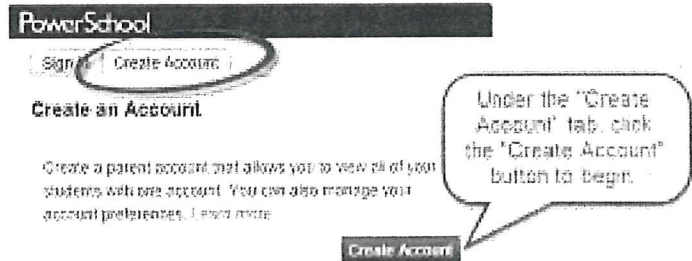 PowerSchool
Sign In Create Account
Create an Account
Create a parent account that allows you to view all of your
students with one account. You can also manage your
account preferences. Learn more
Create Account
Under the "Create
Account" tab, click
the "Create Account"
button to begin.